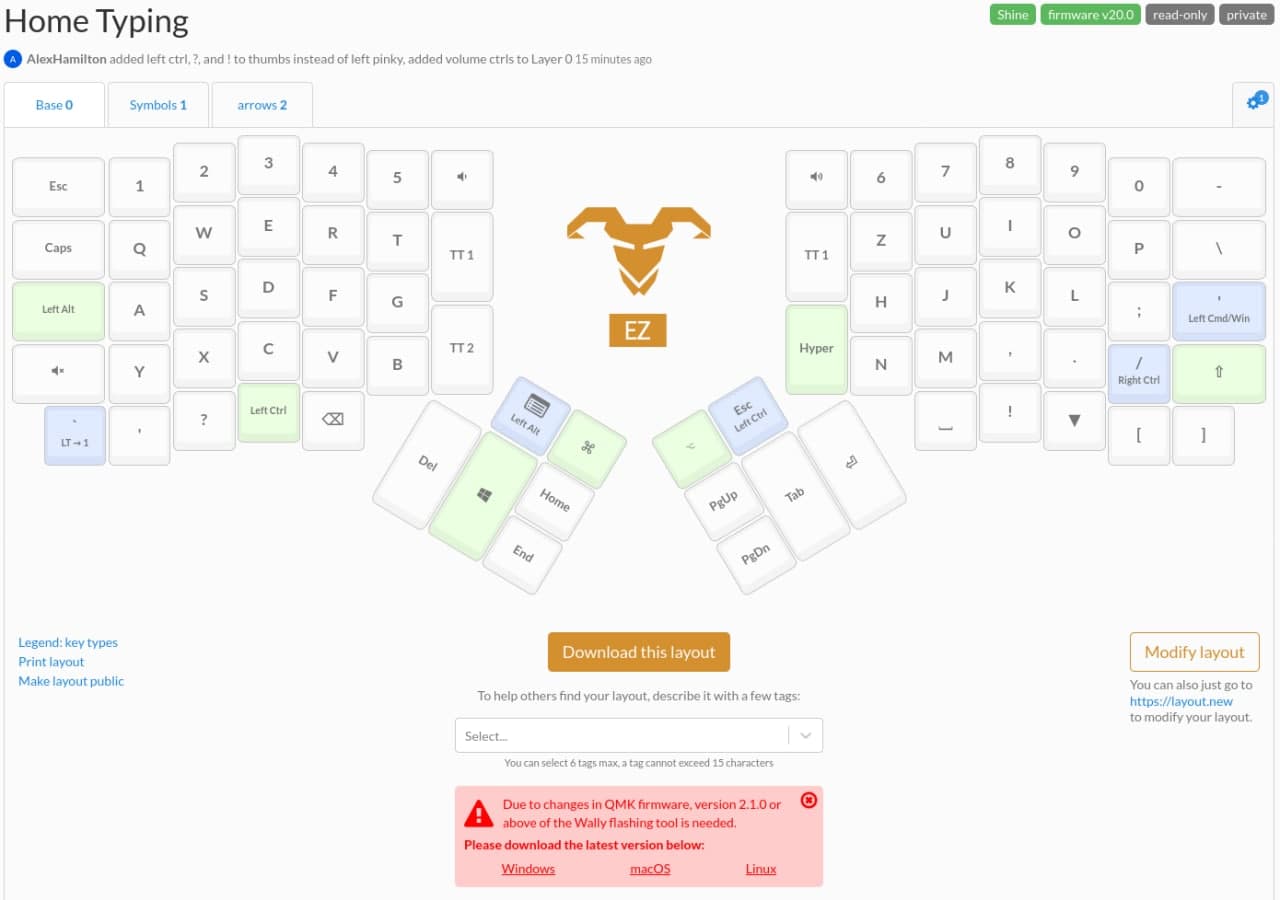 Home Typing
Shine firmware v20.0 read-only private
A AlexHamilton added left ctrl, ?, and ! to thumbs instead of left pinky, added volume ctrls to Layer 0 15 minutes ago
Base 0 Symbols 1 arrows 2 1
Esc 1 2 3 4 5
6 7 8 9 0 -
Caps Q W E R T TT 1
TT 1 Z U I O P \
Left Alt A S D F G
H J K L ; '
Left Cmd/Win
Y X C V B TT 2
Hyper N M , . /
Right Ctrl ⇧
`
LT → 1 ' ? Left Ctrl ⌫
! ▼ [ ]
Left Alt ⌘
Del Home
End
Esc
Left Ctrl
⌥
PgUp Tab ⏎
PgDn
EZ
Legend: key types
Print layout
Make layout public
Download this layout
To help others find your layout, describe it with a few tags:
Select...
You can select 6 tags max, a tag cannot exceed 15 characters
Due to changes in QMK firmware, version 2.1.0 or
above of the Wally flashing tool is needed.
Please download the latest version below:
Windows macOS Linux
Modify layout
You can also just go to
https://layout.new
to modify your layout.